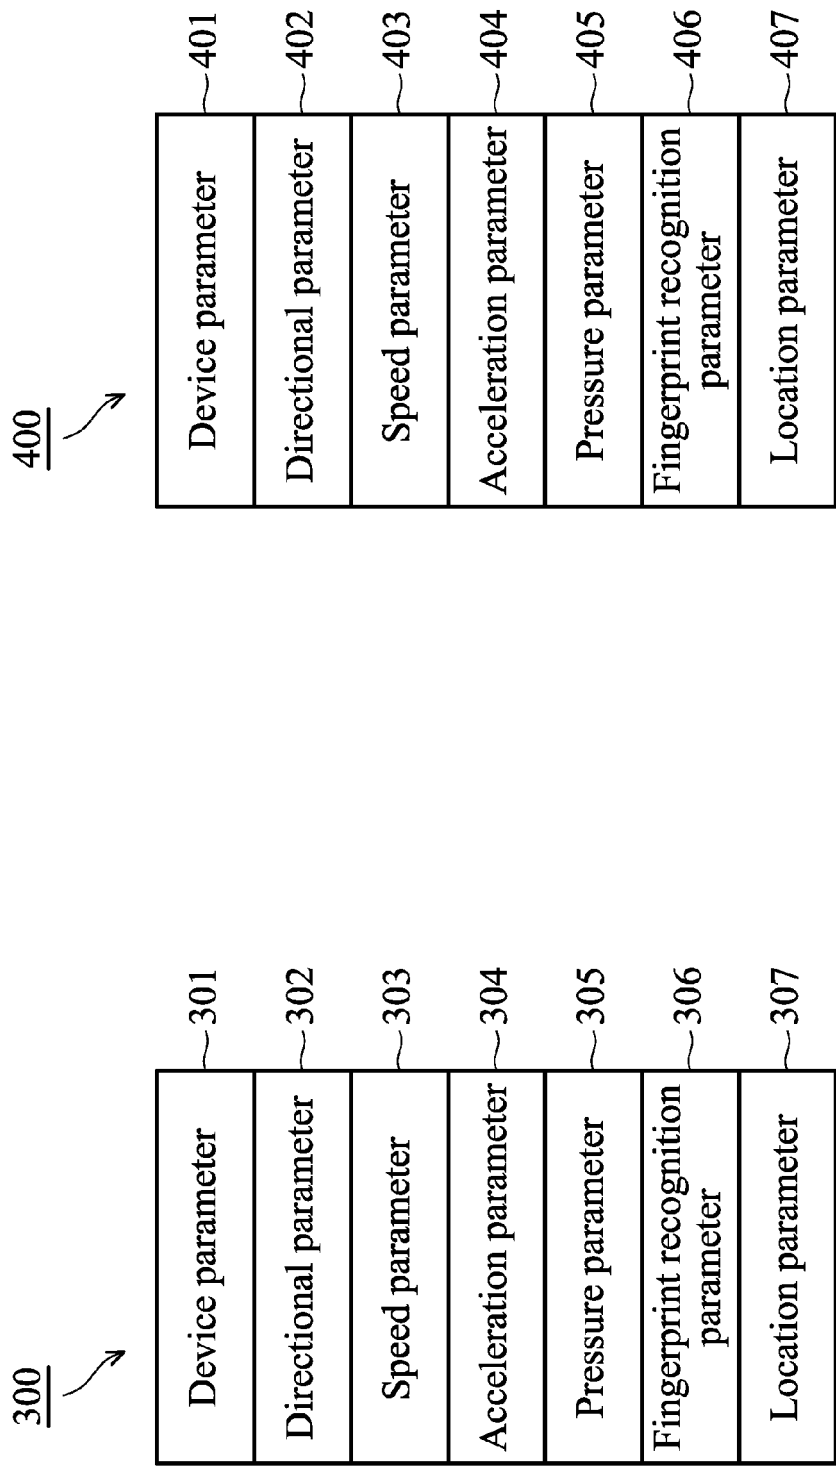 300
Device parameter 301
Directional parameter 302
Speed parameter 303
Acceleration parameter 304
Pressure parameter 305
Fingerprint recognition
parameter 306
Location parameter 307
400
Device parameter 401
Directional parameter 402
Speed parameter 403
Acceleration parameter 404
Pressure parameter 405
Fingerprint recognition
parameter 406
Location parameter 407